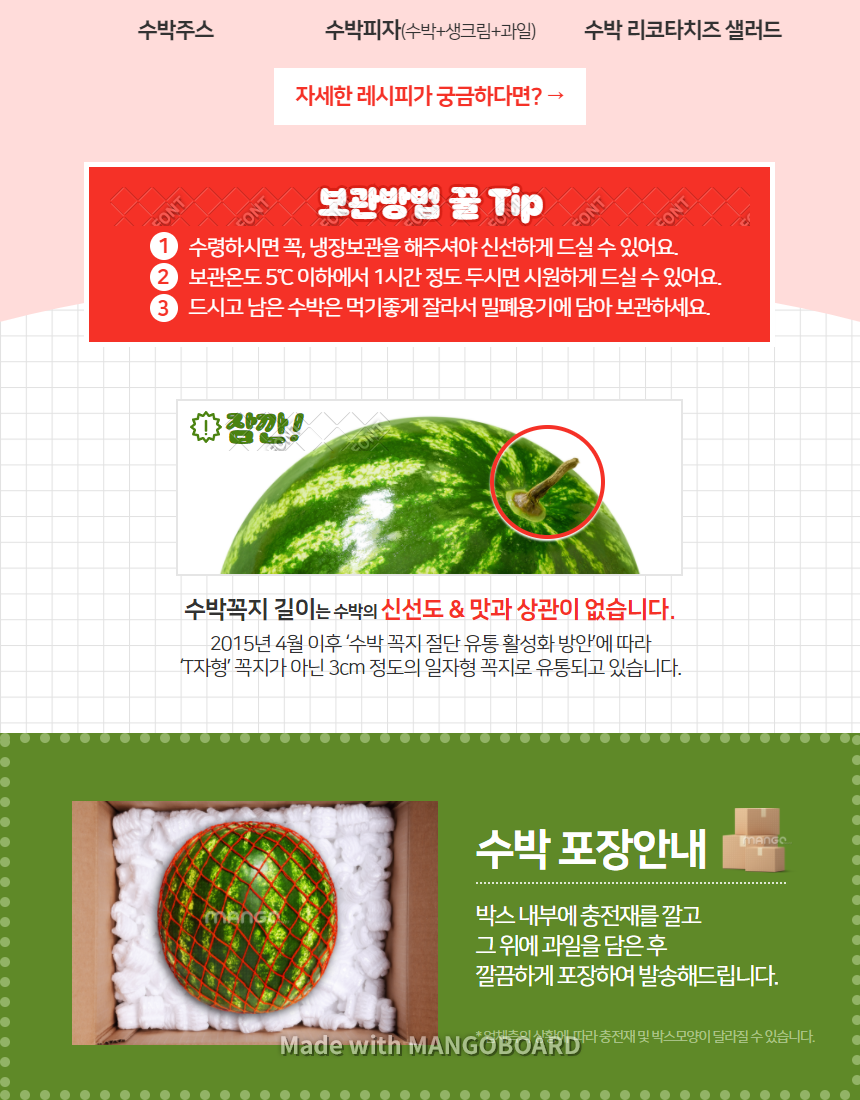 수박주스
수박피자(수박+생크림+과일)
수박 리코타치즈 샐러드
자세한 레시피가 궁금하다면? →
보관방법 꿀 Tip
1 수령하시면 꼭, 냉장보관을 해주셔야 신선하게 드실 수 있어요.
2 보관온도 5℃ 이하에서 1시간 정도 두시면 시원하게 드실 수 있어요.
3 드시고 남은 수박은 먹기좋게 잘라서 밀폐용기에 담아 보관하세요.
잠깐!
수박꼭지 길이는 수박의 신선도 & 맛과 상관이 없습니다.
2015년 4월 이후 ‘수박 꼭지 절단 유통 활성화 방안’에 따라
‘T자형’ 꼭지가 아닌 3cm 정도의 일자형 꼭지로 유통되고 있습니다.
수박 포장안내
박스 내부에 충전재를 깔고
그 위에 과일을 담은 후
깔끔하게 포장하여 발송해드립니다.
*업체측의 상황에 따라 충전재 및 박스모양이 달라질 수 있습니다.
Made with MANGOBOARD
FONT
FONT
FONT
FONT
FONT
FONT
MANGO
MANGO